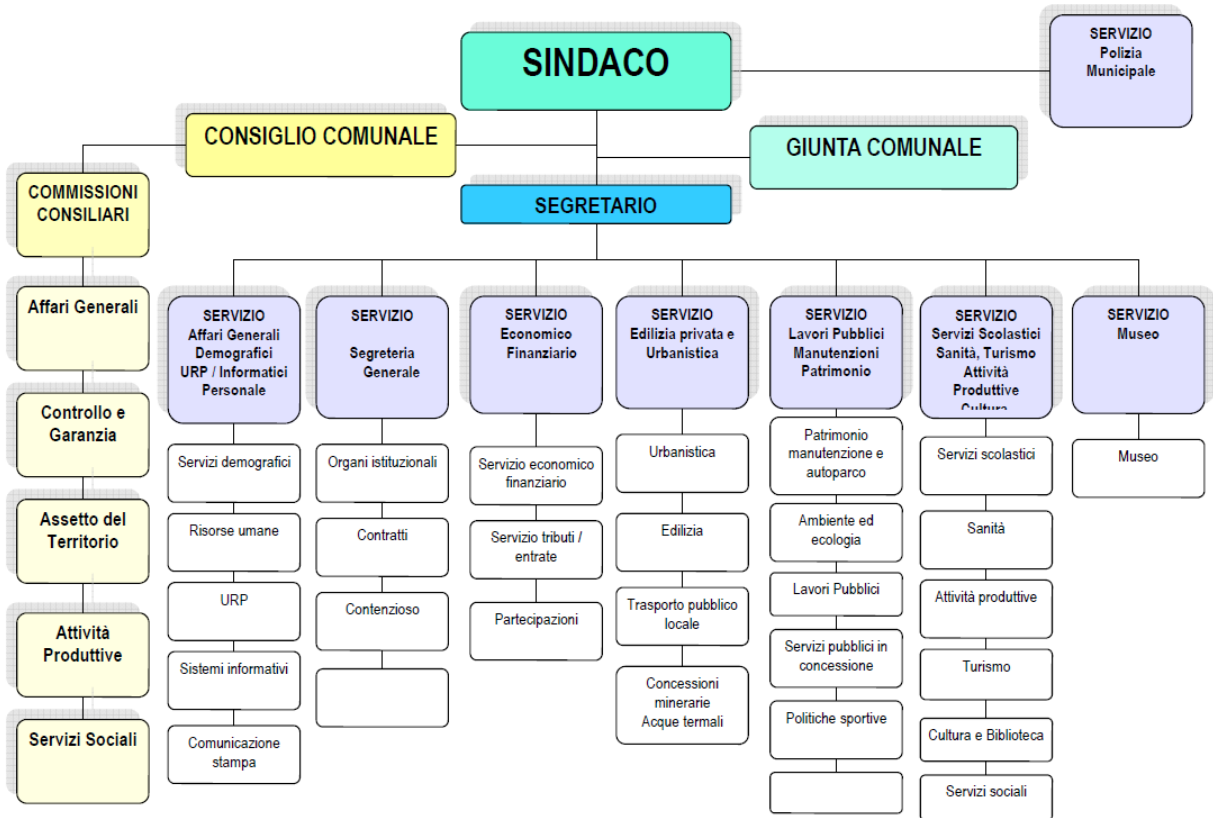 SINDACO
SERVIZIO
Polizia
Municipale
CONSIGLIO COMUNALE
GIUNTA COMUNALE
SEGRETARIO
COMMISSIONI
CONSILIARI
Affari Generali
Controllo e
Garanzia
Assetto del
Territorio
Attività
Produttive
Servizi Sociali
SERVIZIO
Affari Generali
Demografici
URP / Informatici
Personale
Servizi demografici
Risorse umane
URP
Sistemi informativi
Comunicazione
stampa
SERVIZIO
Segreteria
Generale
Organi istituzionali
Contratti
Contenzioso
SERVIZIO
Economico
Finanziario
Servizio economico
finanziario
Servizio tributi /
entrate
Partecipazioni
SERVIZIO
Edilizia privata e
Urbanistica
Urbanistica
Edilizia
Trasporto pubblico
locale
Concessioni
minerarie
Acque termali
SERVIZIO
Lavori Pubblici
Manutenzioni
Patrimonio
Patrimonio
manutenzione e
autoparco
Ambiente ed
ecologia
Lavori Pubblici
Servizi pubblici in
concessione
Politiche sportive
SERVIZIO
Servizi Scolastici
Sanità, Turismo
Attività
Produttive
Cultura
Servizi scolastici
Sanità
Attività produttive
Turismo
Cultura e Biblioteca
Servizi sociali
SERVIZIO
Museo
Museo